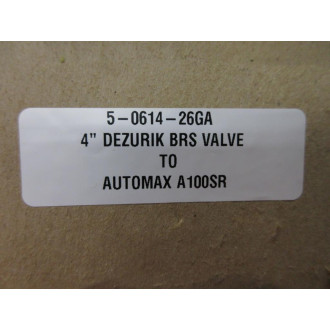 5-0614-26GA
4" DEZURIK BRS VALVE
TO
AUTOMAX A100SR